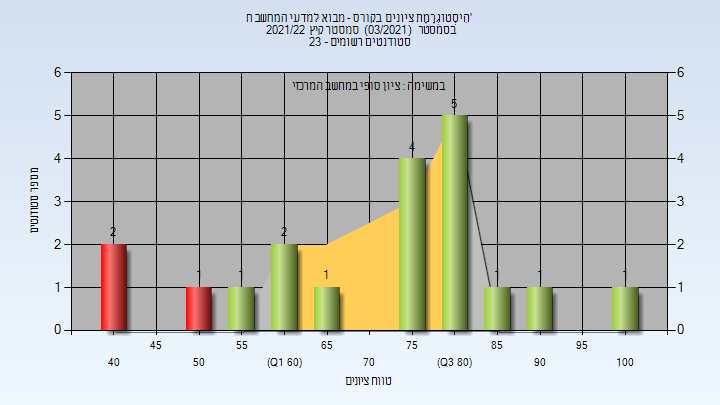 היסטוגרמת ציונים בקורס - מבוא למדעי המחשב ח'
בסמסטר (03/2021) סמסטר קיץ 2021/22
סטודנטים רשומים - 23
במשימה : ציון סופי במחשב המרכזי
מספר סטודנטים
6 6
5 5
4 4
3 3
2 2
1 1
0 0
2 1 1 2 1 4 5 1 1 1
45 55 65 75 85 95
40 50 (Q1 60) 70 (Q3 80) 90 100
טווח ציונים